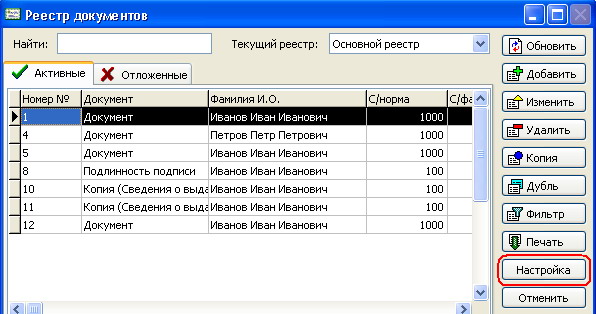 Реестр документов
Найти: Текущий реестр: Основной реестр
Активные Отложенные
Номер № Документ Фамилия И.О. С/норма С/фа
1 Документ Иванов Иван Иванович 1000
4 Документ Петров Петр Петрович 1000
5 Документ Иванов Иван Иванович 1000
8 Подлинность подписи Иванов Иван Иванович 100
10 Копия (Сведения о выда Иванов Иван Иванович 100
11 Копия (Сведения о выда Иванов Иван Иванович 100
12 Документ Иванов Иван Иванович 1000
Обновить
Добавить
Изменить
Удалить
Копия
Дубль
Фильтр
Печать
Настройка
Отменить